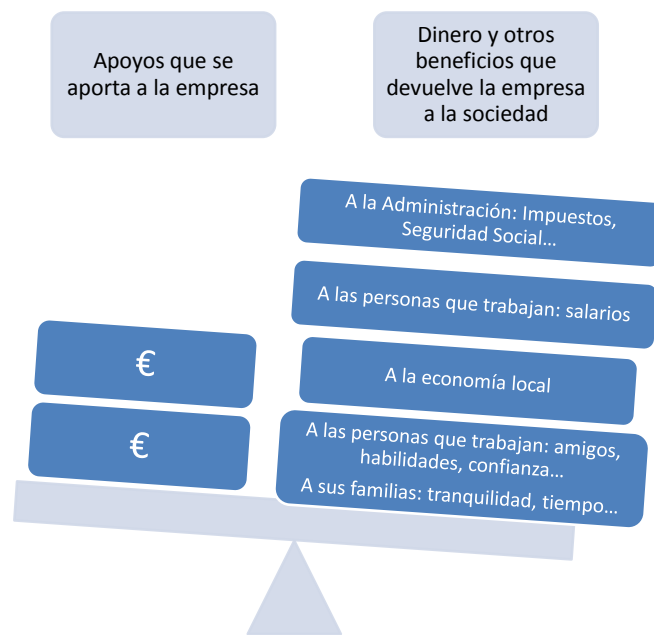 Apoyos que se
aporta a la empresa
Dinero y otros
beneficios que
devuelve la empresa
a la sociedad
A la Administración: Impuestos,
Seguridad Social…
A las personas que trabajan: salarios
€
A la economía local
€
A las personas que trabajan: amigos,
habilidades, confianza…
A sus familias: tranquilidad, tiempo…